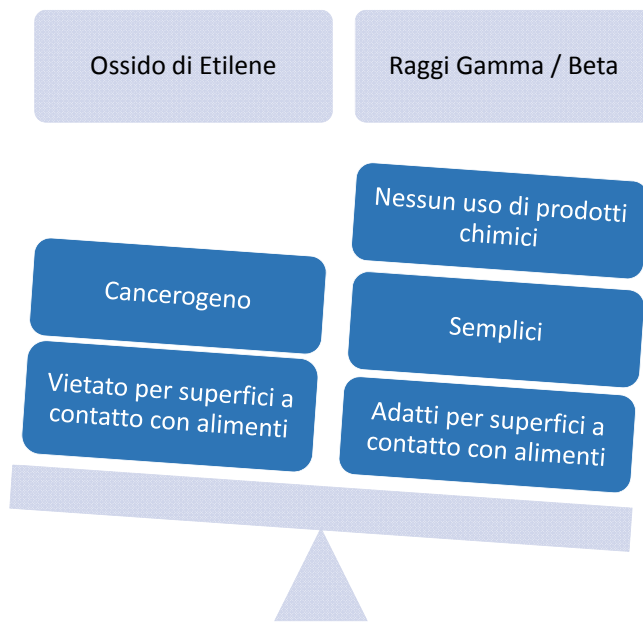 Ossido di Etilene
Raggi Gamma / Beta
Nessun uso di prodotti
chimici
Cancerogeno
Semplici
Vietato per superfici a
contatto con alimenti
Adatti per superfici a
contatto con alimenti